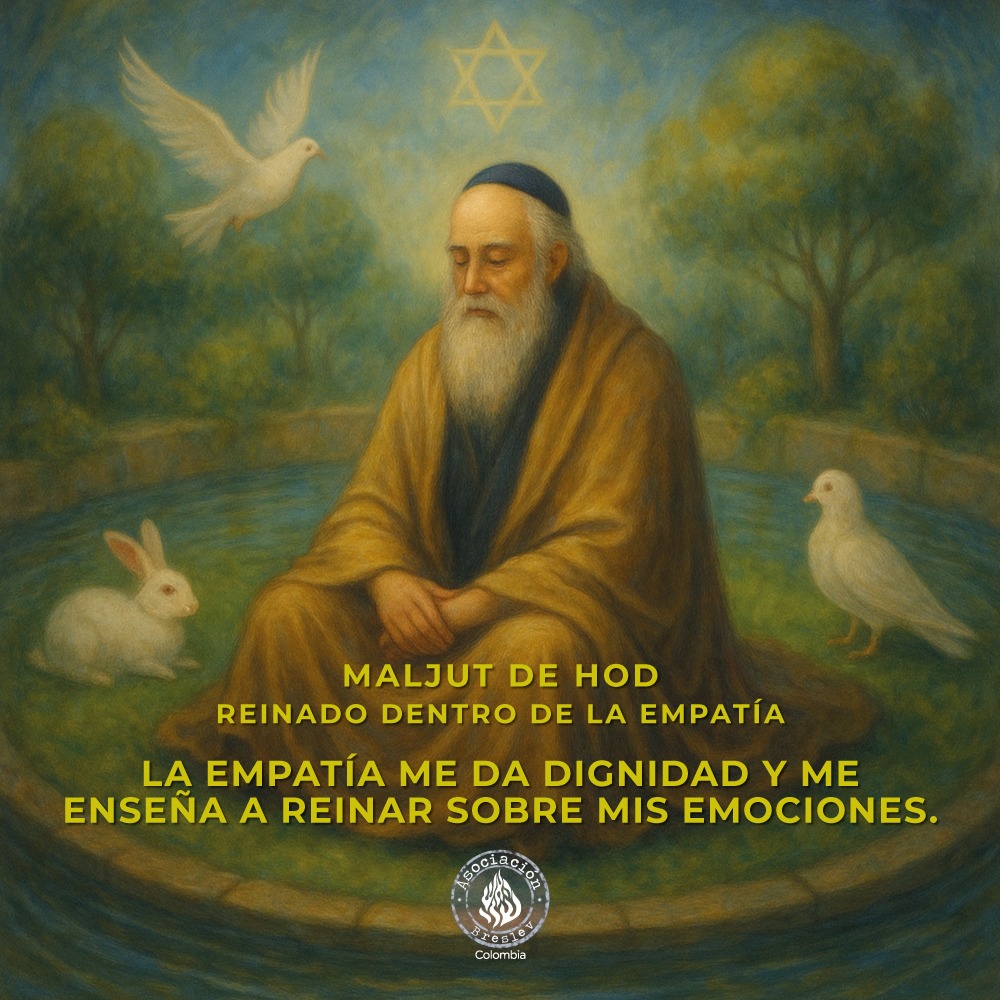 MALJUT DE HOD
REINADO DENTRO DE LA EMPATÍA
LA EMPATÍA ME DA DIGNIDAD Y ME
ENSEÑA A REINAR SOBRE MIS EMOCIONES.
Asociación
Breslev
Colombia